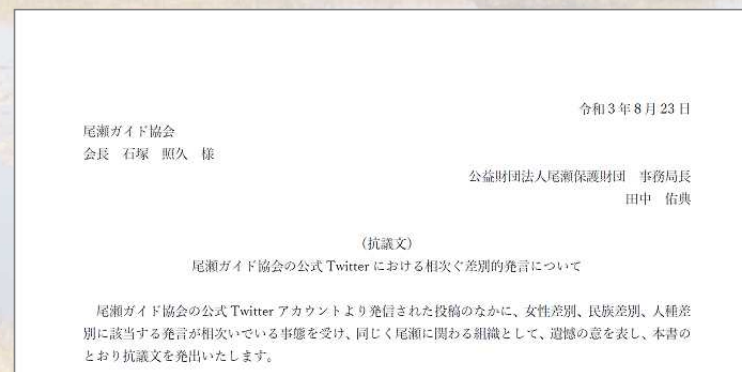 令和3年8月23日
尾瀬ガイド協会
会長 石塚 照久 様
公益財団法人尾瀬保護財団 事務局長
田中 佑典
（抗議文）
尾瀬ガイド協会の公式 Twitter における相次ぐ差別的発言について
尾瀬ガイド協会の公式 Twitter アカウントより発信された投稿のなかに、女性差別、民族差別、人種差
別に該当する発言が相次いでいる事態を受け、同じく尾瀬に関わる組織として、遺憾の意を表し、本書の
とおり抗議文を発出いたします。